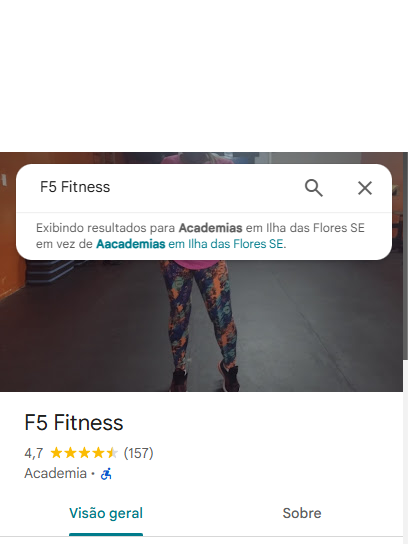 F5 Fitness
Exibindo resultados para Academias em Ilha das Flores SE
em vez de Aacademias em Ilha das Flores SE.
F5 Fitness
4,7 (157)
Academia ·
Visão geral Sobre